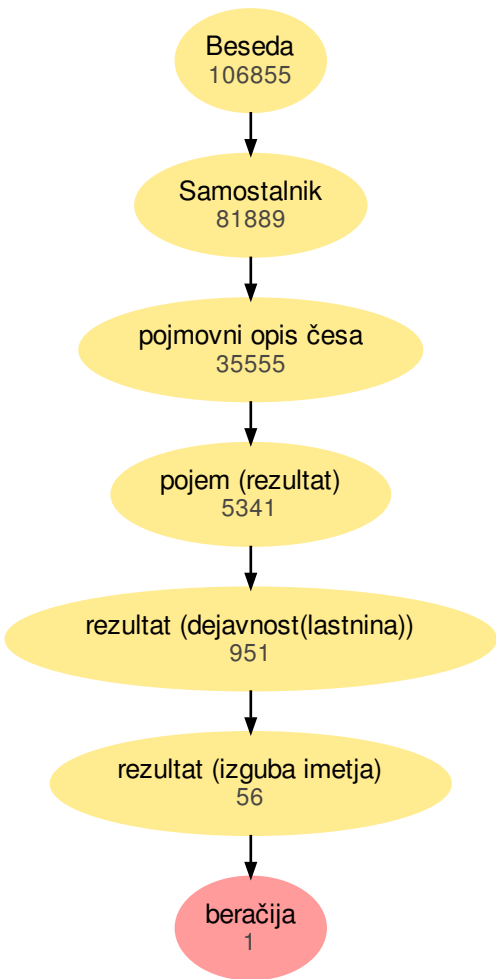 Beseda
106855
Samostalnik
81889
pojmovni opis česa
35555
pojem (rezultat)
5341
rezultat (dejavnost(lastnina))
951
rezultat (izguba imetja)
56
beračija
1